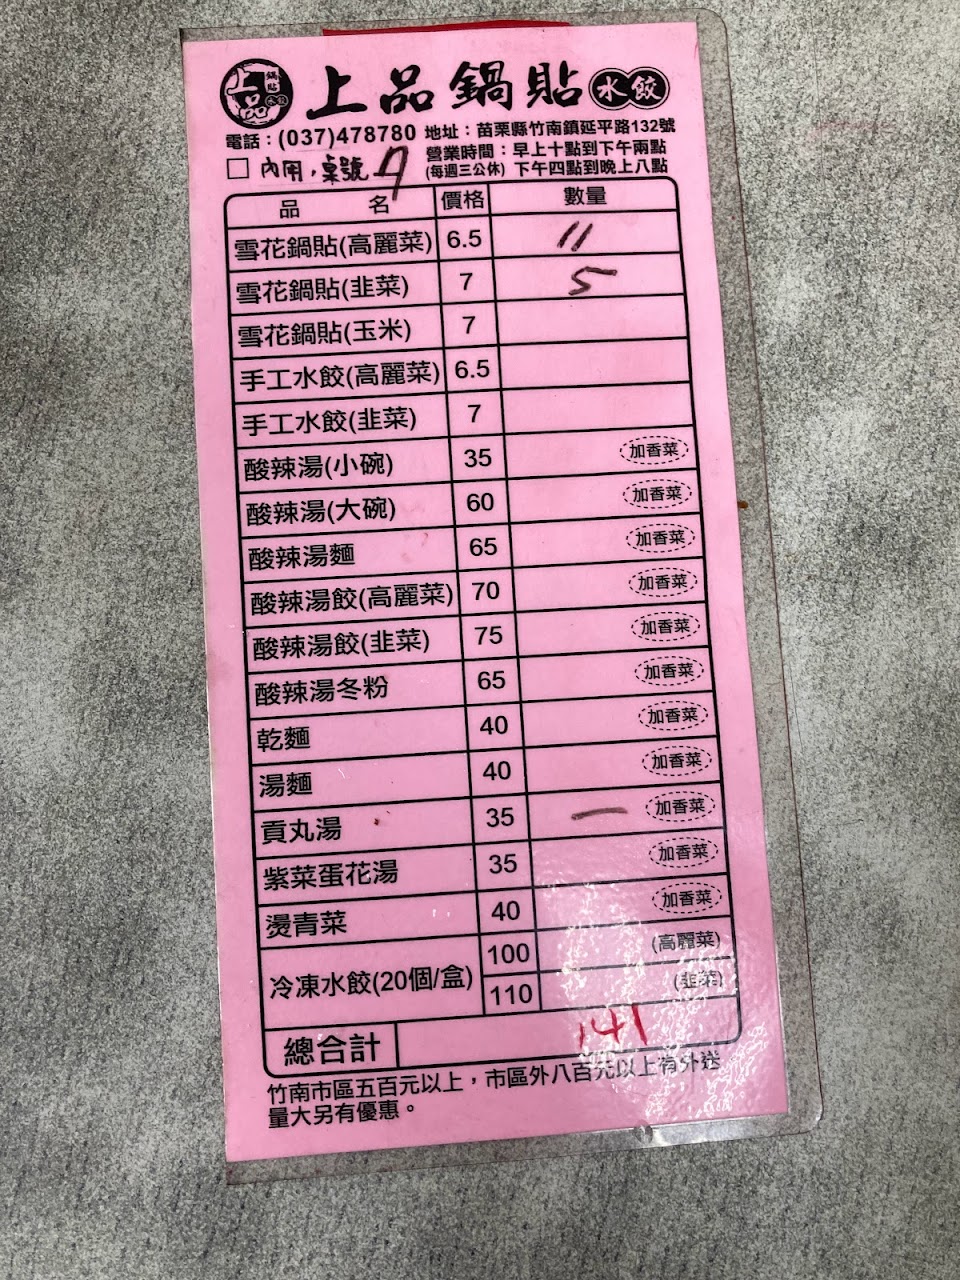 上品 鍋貼 水餃 上品鍋貼 水餃
電話：(037)478780 地址：苗栗縣竹南鎮延平路132號
營業時間：早上十點到下午兩點
□ 內用，桌號 7 (每週三公休) 下午四點到晚上八點
品名 價格 數量
雪花鍋貼(高麗菜) 6.5 11
雪花鍋貼(韭菜) 7 5
雪花鍋貼(玉米) 7
手工水餃(高麗菜) 6.5
手工水餃(韭菜) 7
酸辣湯(小碗) 35 加香菜
酸辣湯(大碗) 60 加香菜
酸辣湯麵 65 加香菜
酸辣湯餃(高麗菜) 70 加香菜
酸辣湯餃(韭菜) 75 加香菜
酸辣湯冬粉 65 加香菜
乾麵 40 加香菜
湯麵 40 加香菜
貢丸湯 35 一 加香菜
紫菜蛋花湯 35 加香菜
燙青菜 40 加香菜
冷凍水餃(20個/盒) 100 (高麗菜)
110 (韭菜)
總合計 141
竹南市區五百元以上，市區外八百元以上有外送
量大另有優惠。